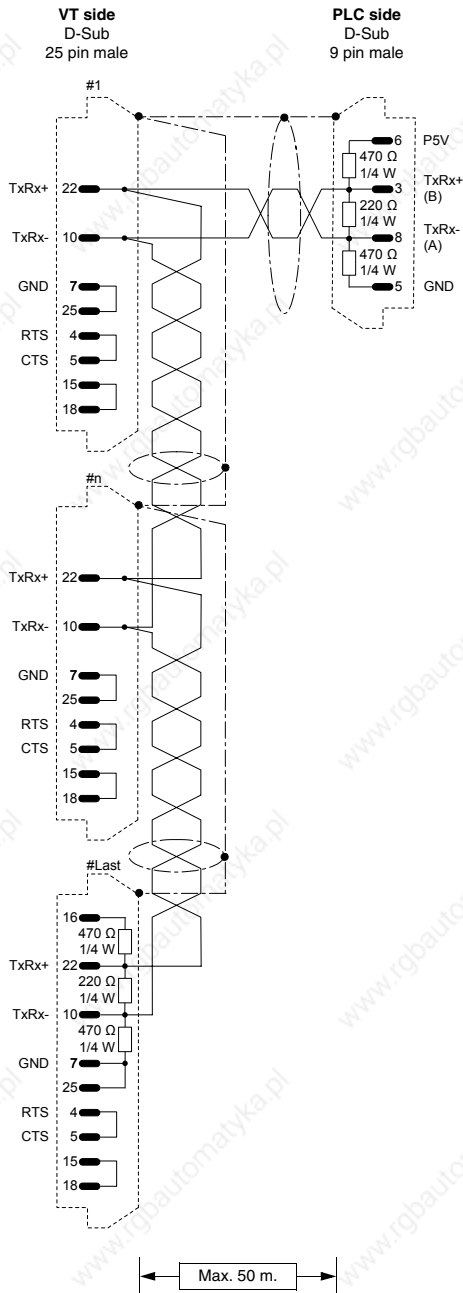 VT side
D-Sub
25 pin male
PLC side
D-Sub
9 pin male
#1
TxRx+ 22
TxRx- 10
GND 7
25
RTS 4
CTS 5
15
18
6 P5V
470 Ω
1/4 W
3 TxRx+
(B)
220 Ω
1/4 W
8 TxRx-
(A)
470 Ω
1/4 W
5 GND
#n
TxRx+ 22
TxRx- 10
GND 7
25
RTS 4
CTS 5
15
18
#Last
16
470 Ω
1/4 W
TxRx+ 22
220 Ω
1/4 W
TxRx- 10
470 Ω
1/4 W
GND 7
25
RTS 4
CTS 5
15
18
Max. 50 m.
www.rgbautomatyka.pl